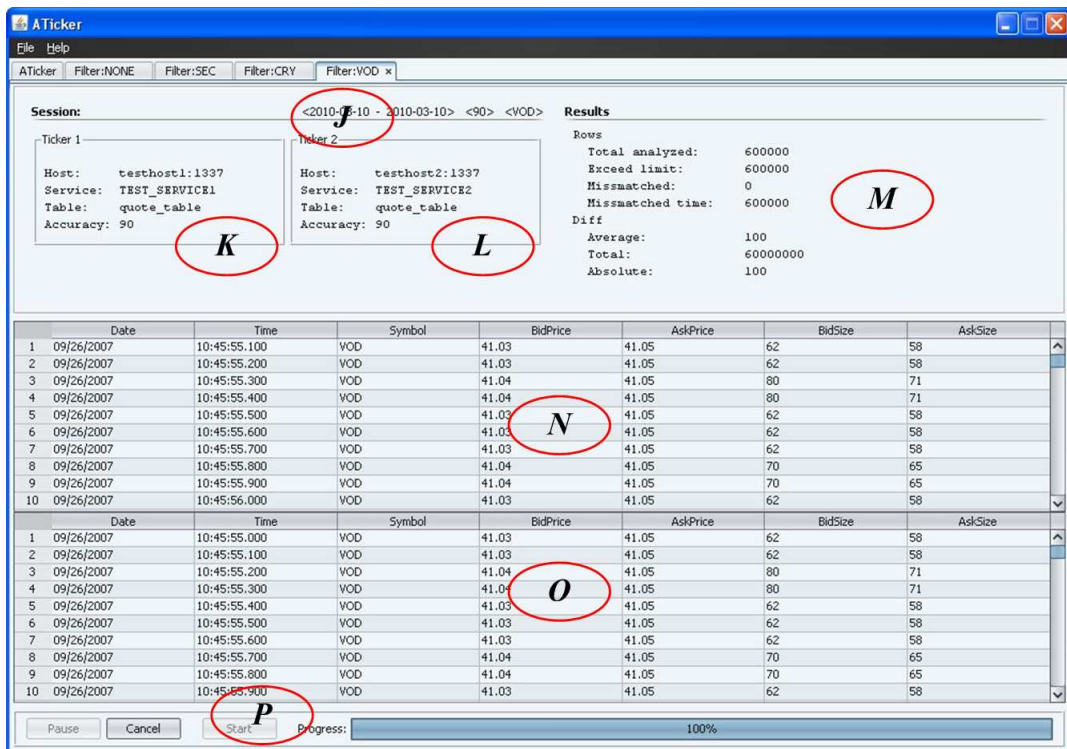 ATicker
File Help
ATicker Filter:NONE Filter:SEC Filter:CRY Filter:VOD ×
Session: <2010-03-10 - 2010-03-10> <90> <VOD> Results
J
Ticker 1 Ticker 2
Rows
Total analyzed: 600000
Host: testhost1:1337 Host: testhost2:1337 Exceed limit: 600000
Service: TEST_SERVICE1 Service: TEST_SERVICE2 Missmatched: 0
Table: quote_table Table: quote_table Missmatched time: 600000
M
Accuracy: 90 Accuracy: 90 Diff
K L
Average: 100
Total: 60000000
Absolute: 100
Date Time Symbol BidPrice AskPrice BidSize AskSize
1 09/26/2007 10:45:55.100 VOD 41.03 41.05 62 58
2 09/26/2007 10:45:55.200 VOD 41.03 41.05 62 58
3 09/26/2007 10:45:55.300 VOD 41.04 41.05 80 71
4 09/26/2007 10:45:55.400 VOD 41.04 41.05 80 71
5 09/26/2007 10:45:55.500 VOD 41.03 41.05 62 58
6 09/26/2007 10:45:55.600 VOD 41.03 41.05 62 58
N
7 09/26/2007 10:45:55.700 VOD 41.03 41.05 62 58
8 09/26/2007 10:45:55.800 VOD 41.04 41.05 70 65
9 09/26/2007 10:45:55.900 VOD 41.04 41.05 70 65
10 09/26/2007 10:45:56.000 VOD 41.03 41.05 62 58
Date Time Symbol BidPrice AskPrice BidSize AskSize
1 09/26/2007 10:45:55.000 VOD 41.03 41.05 62 58
2 09/26/2007 10:45:55.100 VOD 41.03 41.05 62 58
3 09/26/2007 10:45:55.200 VOD 41.04 41.05 80 71
4 09/26/2007 10:45:55.300 VOD 41.04 41.05 80 71
O
5 09/26/2007 10:45:55.400 VOD 41.03 41.05 62 58
6 09/26/2007 10:45:55.500 VOD 41.03 41.05 62 58
7 09/26/2007 10:45:55.600 VOD 41.03 41.05 62 58
8 09/26/2007 10:45:55.700 VOD 41.04 41.05 70 65
9 09/26/2007 10:45:55.800 VOD 41.04 41.05 70 65
10 09/26/2007 10:45:55.900 VOD 41.03 41.05 62 58
P
Pause Cancel Start Progress: 100%